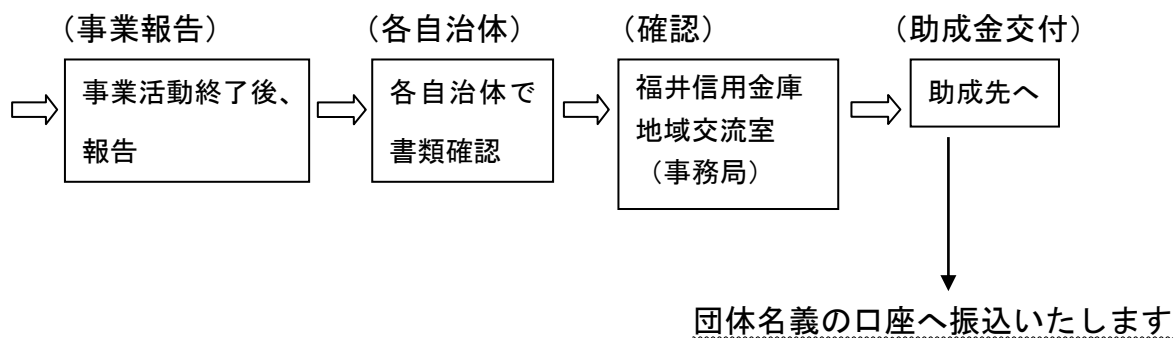 （事業報告）
（各自治体）
（確認）
（助成金交付）
事業活動終了後、
報告
各自治体で
書類確認
福井信用金庫
地域交流室
（事務局）
助成先へ
団体名義の口座へ振込いたします